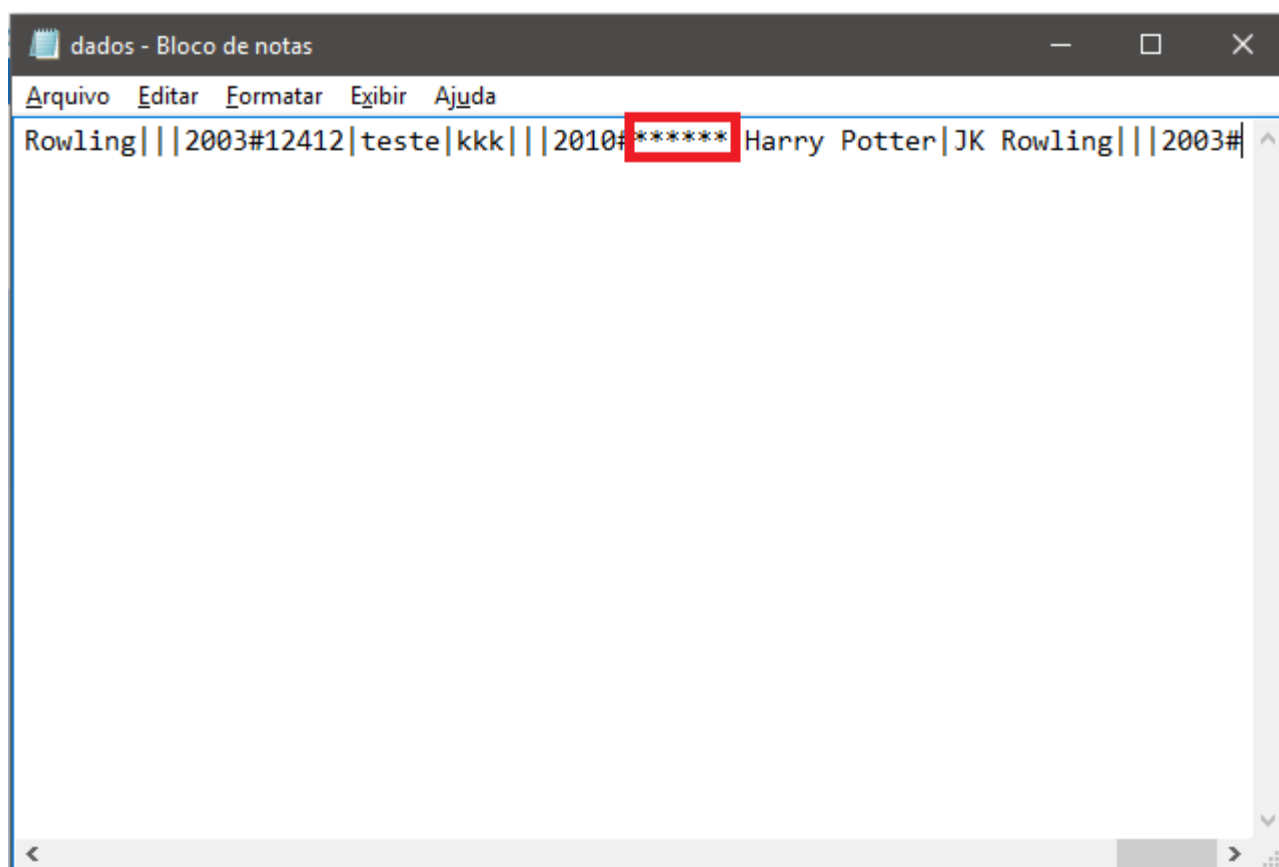 dados - Bloco de notas
Arquivo Editar Formatar Exibir Ajuda
Rowling|||2003#12412|teste|kkk|||2010#****** Harry Potter|JK Rowling|||2003#